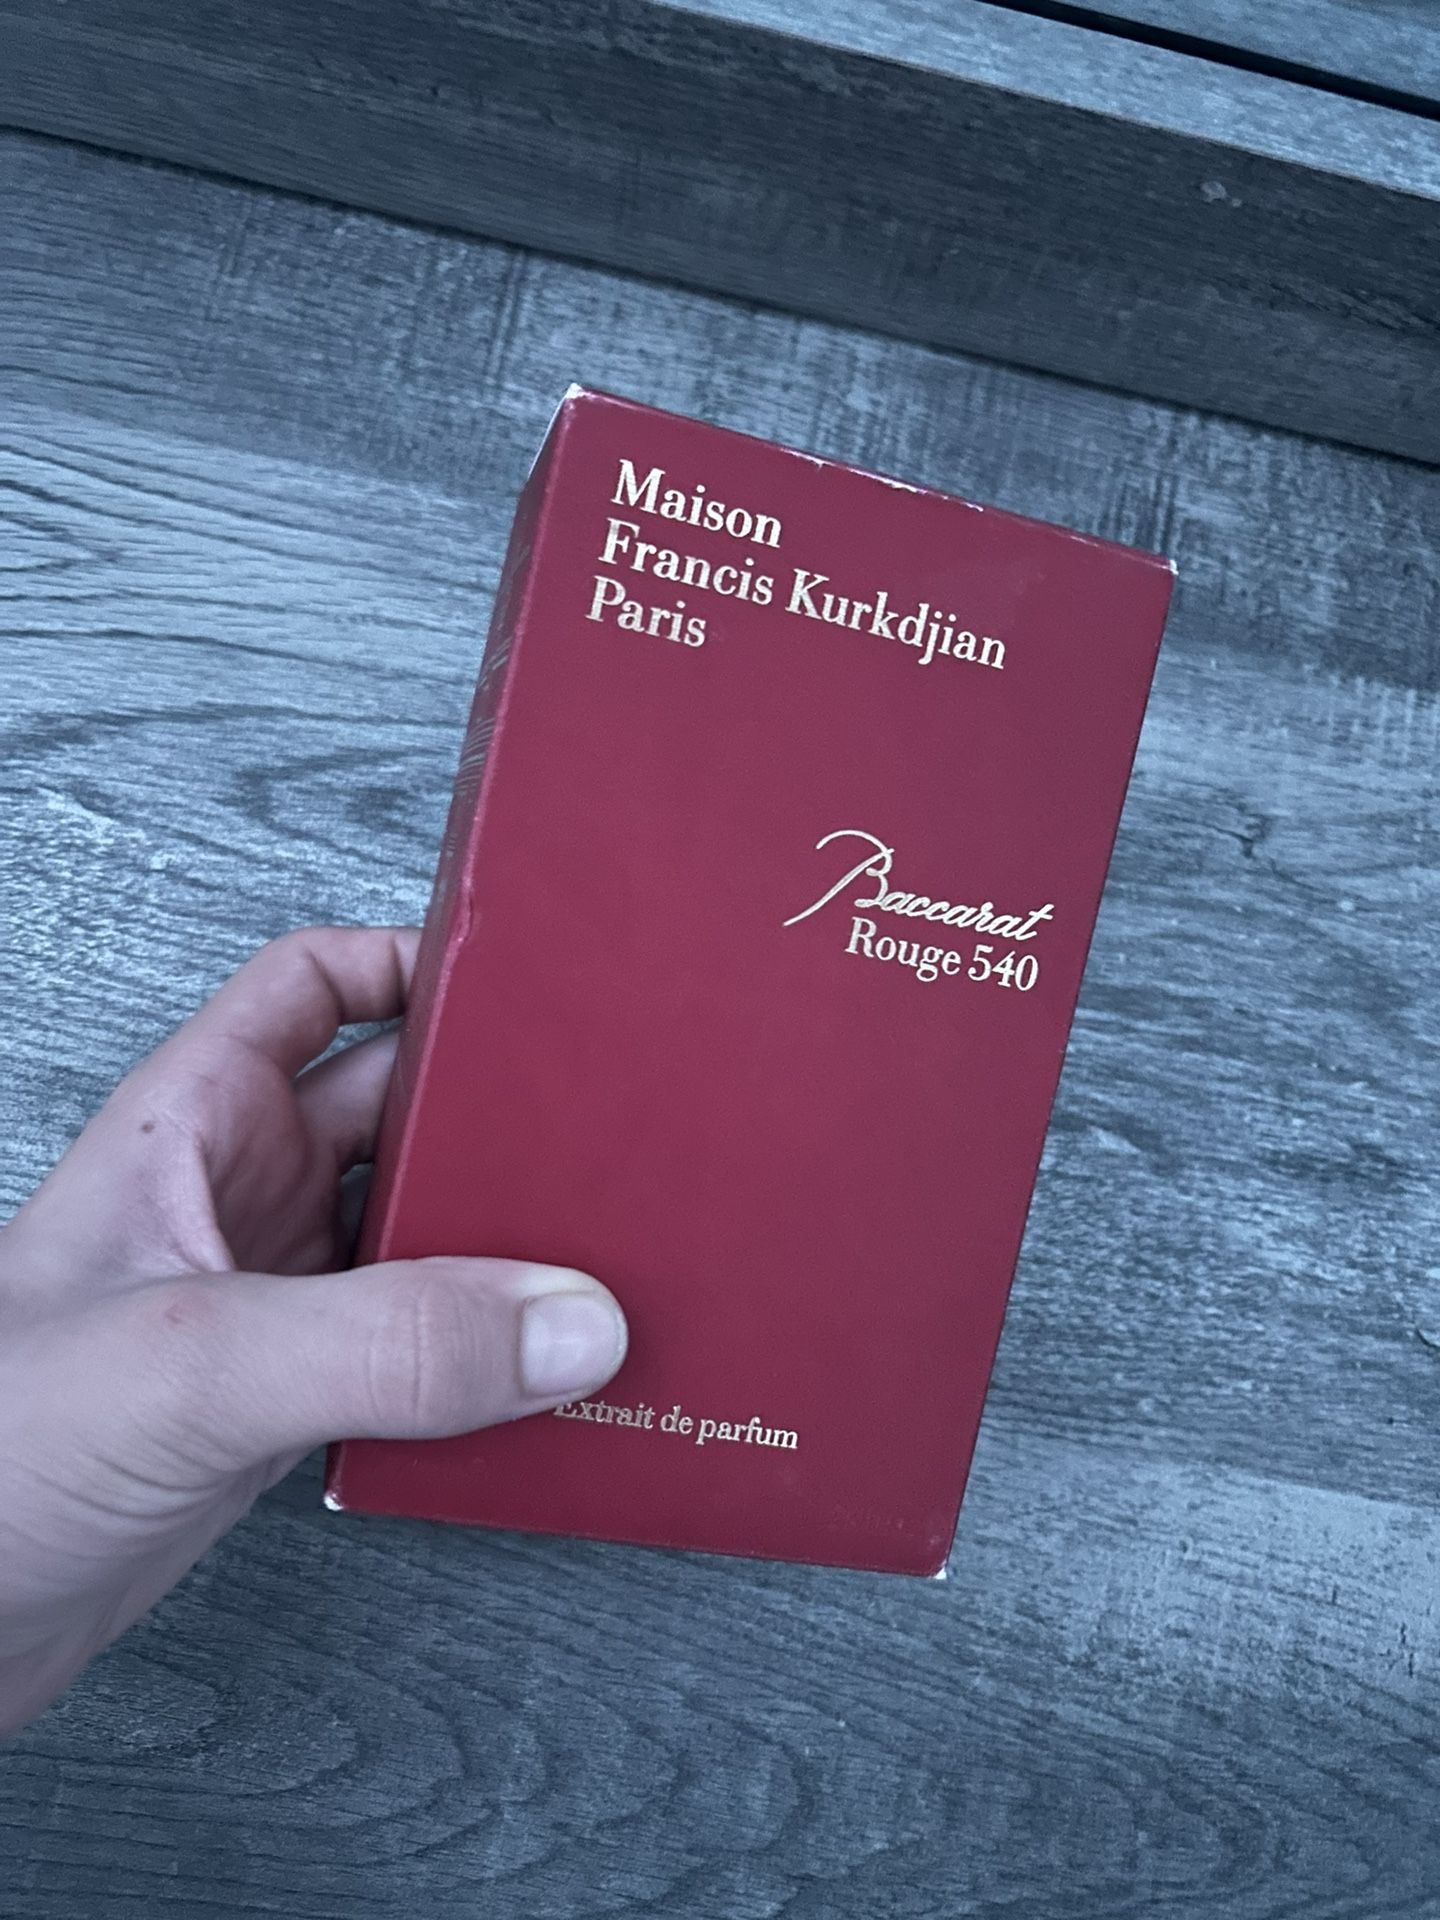 Maison
Francis Kurkdjian
Paris
Baccarat
Rouge 540
Extrait de parfum